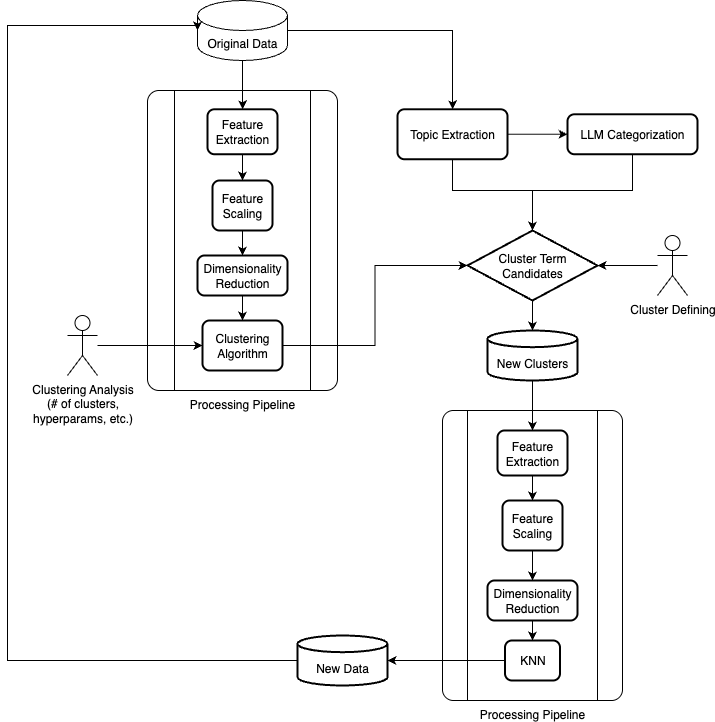 Original Data
Feature
Extraction
Topic Extraction
LLM Categorization
Feature
Scaling
Dimensionality
Reduction
Cluster Term
Candidates
Cluster Defining
Clustering
Algorithm
Clustering Analysis
(# of clusters,
hyperparams, etc.)
Processing Pipeline
New Clusters
Feature
Extraction
Feature
Scaling
Dimensionality
Reduction
KNN
New Data
Processing Pipeline